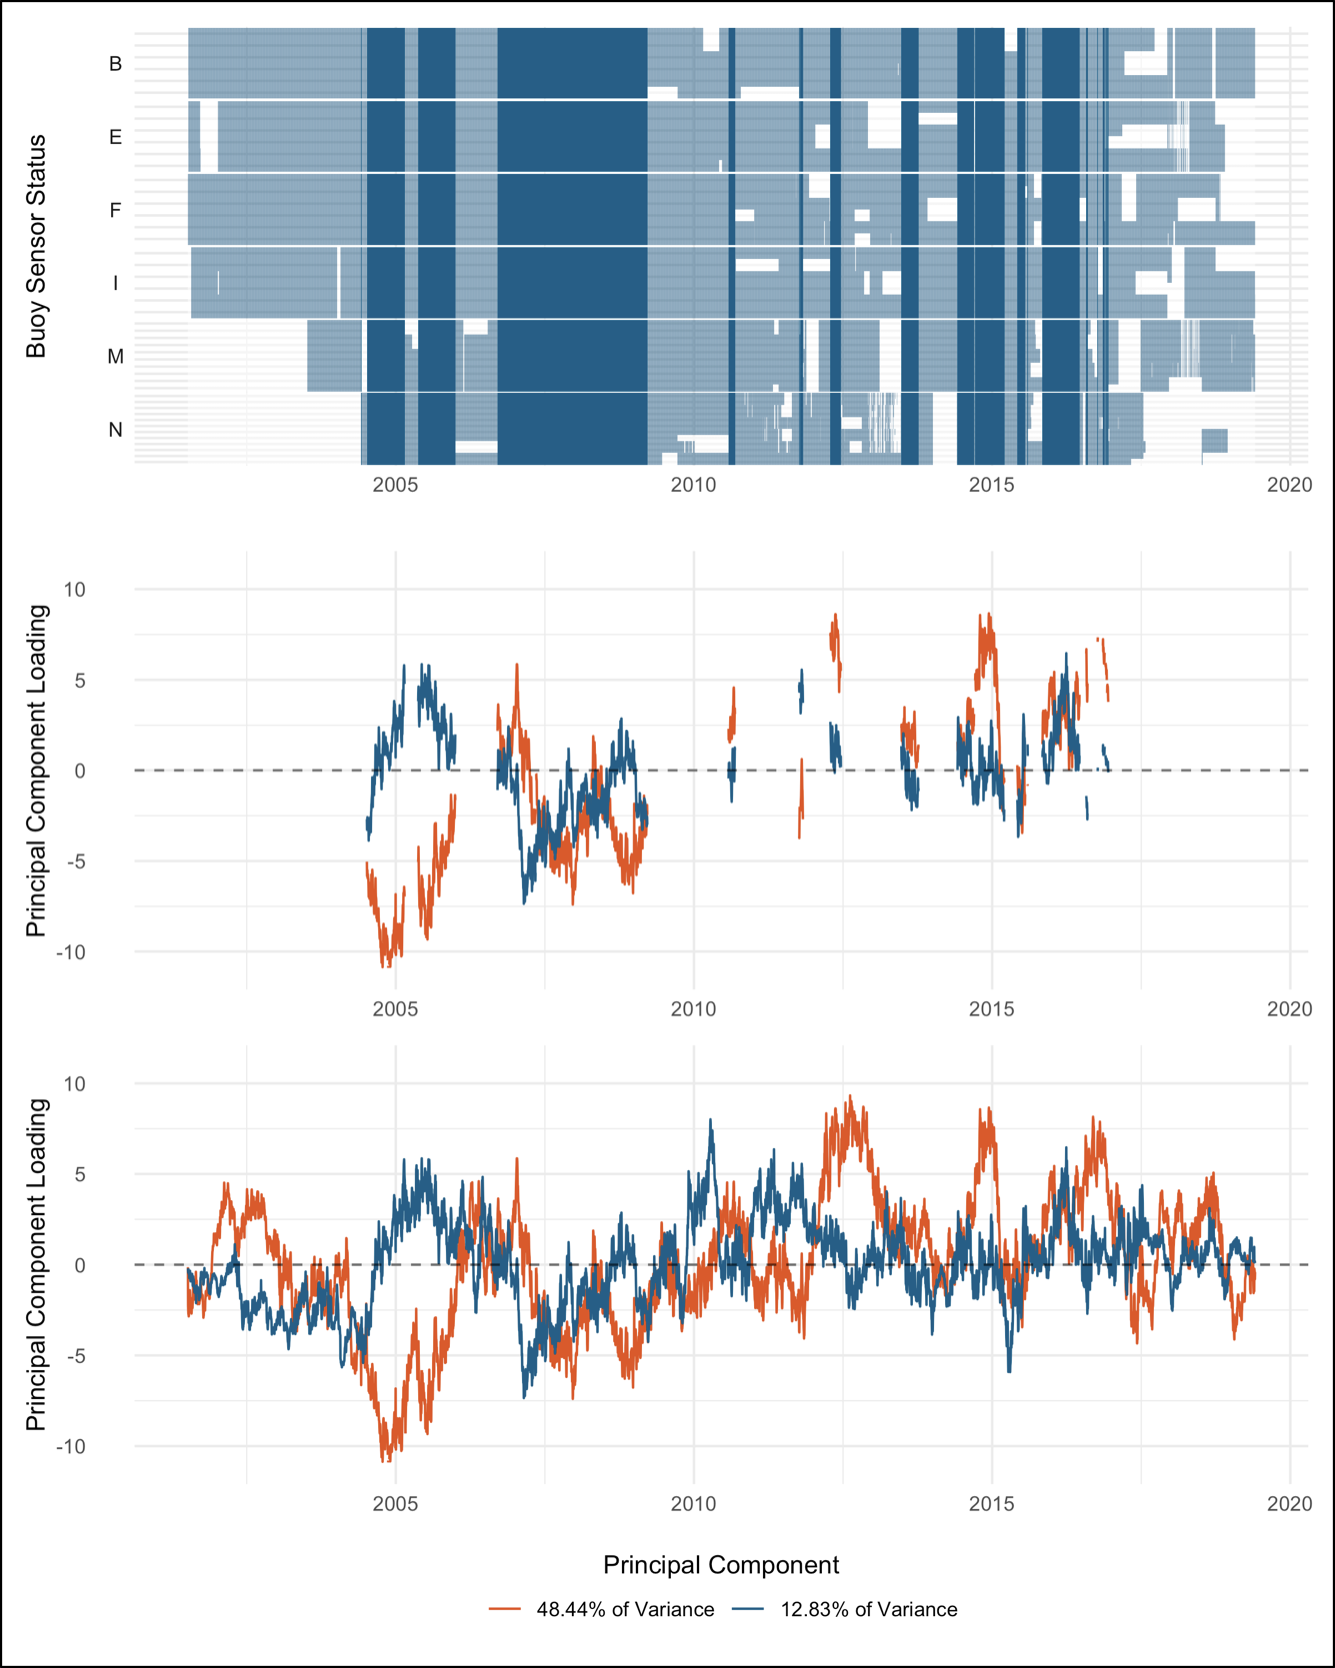 Buoy Sensor Status
B
E
F
I
M
N
2005 2010 2015 2020
Principal Component Loading
10
5
0
-5
-10
2005 2010 2015 2020
Principal Component Loading
10
5
0
-5
-10
2005 2010 2015 2020
Principal Component
48.44% of Variance 12.83% of Variance